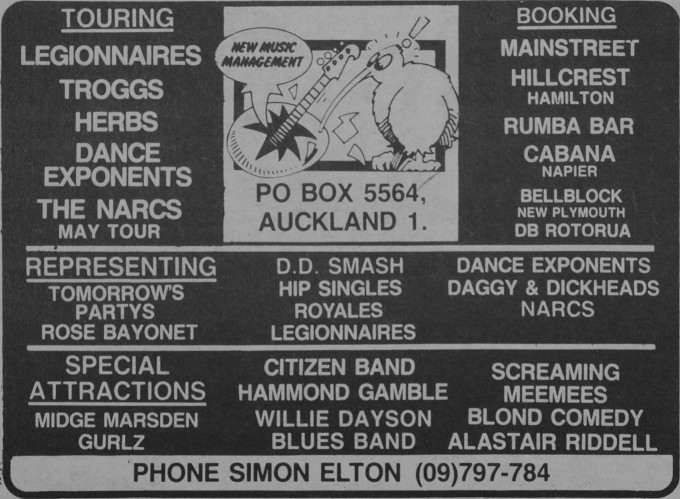 TOURING
LEGIONNAIRES
TROGGS
HERBS
DANCE
EXPONENTS
THE NARCS
MAY TOUR
NEW MUSIC
MANAGEMENT
PO BOX 5564,
AUCKLAND 1.
BOOKING
MAINSTREET
HILLCREST
HAMILTON
RUMBA BAR
CABANA
NAPIER
BELLBLOCK
NEW PLYMOUTH
DB ROTORUA
REPRESENTING
TOMORROW'S
PARTYS
ROSE BAYONET
D.D. SMASH
HIP SINGLES
ROYALES
LEGIONNAIRES
DANCE EXPONENTS
DAGGY & DICKHEADS
NARCS
SPECIAL
ATTRACTIONS
MIDGE MARSDEN
GURLZ
CITIZEN BAND
HAMMOND GAMBLE
WILLIE DAYSON
BLUES BAND
SCREAMING
MEEMEES
BLOND COMEDY
ALASTAIR RIDDELL
PHONE SIMON ELTON (09)797-784